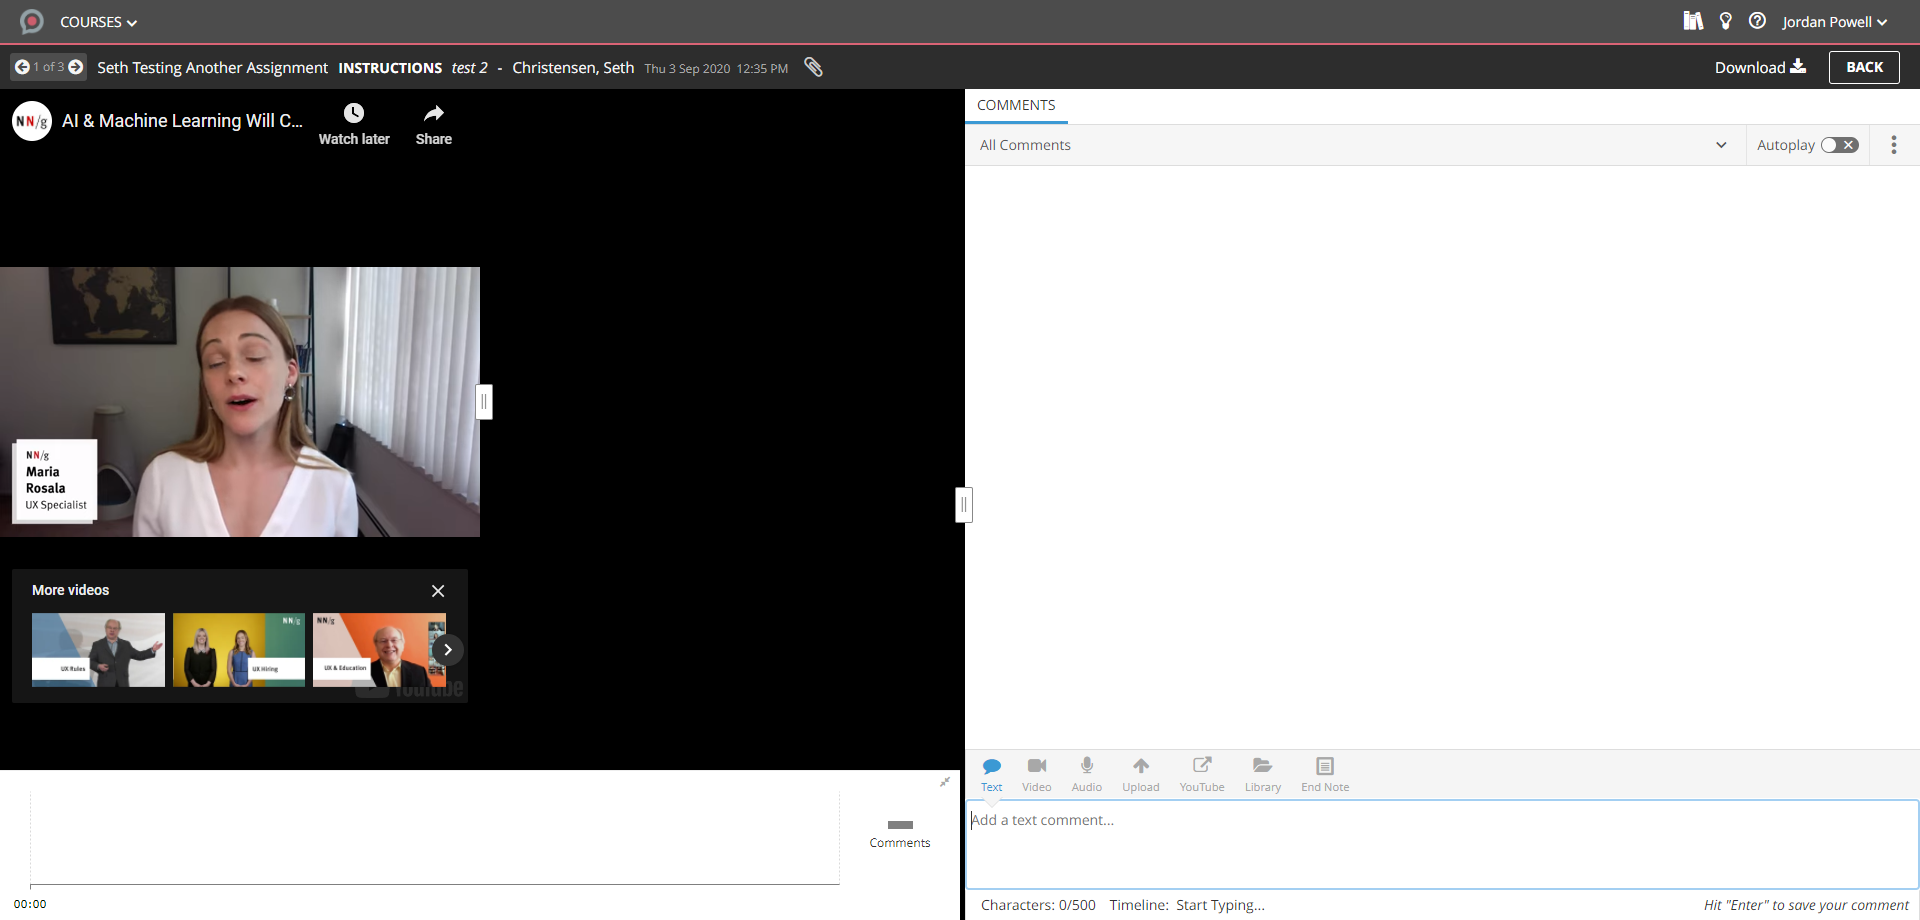 COURSES
Jordan Powell
1 of 3
Seth Testing Another Assignment INSTRUCTIONS test 2 - Christensen, Seth Thu 3 Sep 2020 12:35 PM
Download
BACK
NN/g
AI & Machine Learning Will C...
Watch later
Share
NN/g
Maria
Rosala
UX Specialist
More videos
UX Rules
NN/g
UX Hiring
NN/g
UX & Education
YouTube
Comments
00:00
COMMENTS
All Comments
Autoplay
Text
Video
Audio
Upload
YouTube
Library
End Note
Add a text comment...
Characters: 0/500 Timeline: Start Typing...
Hit "Enter" to save your comment